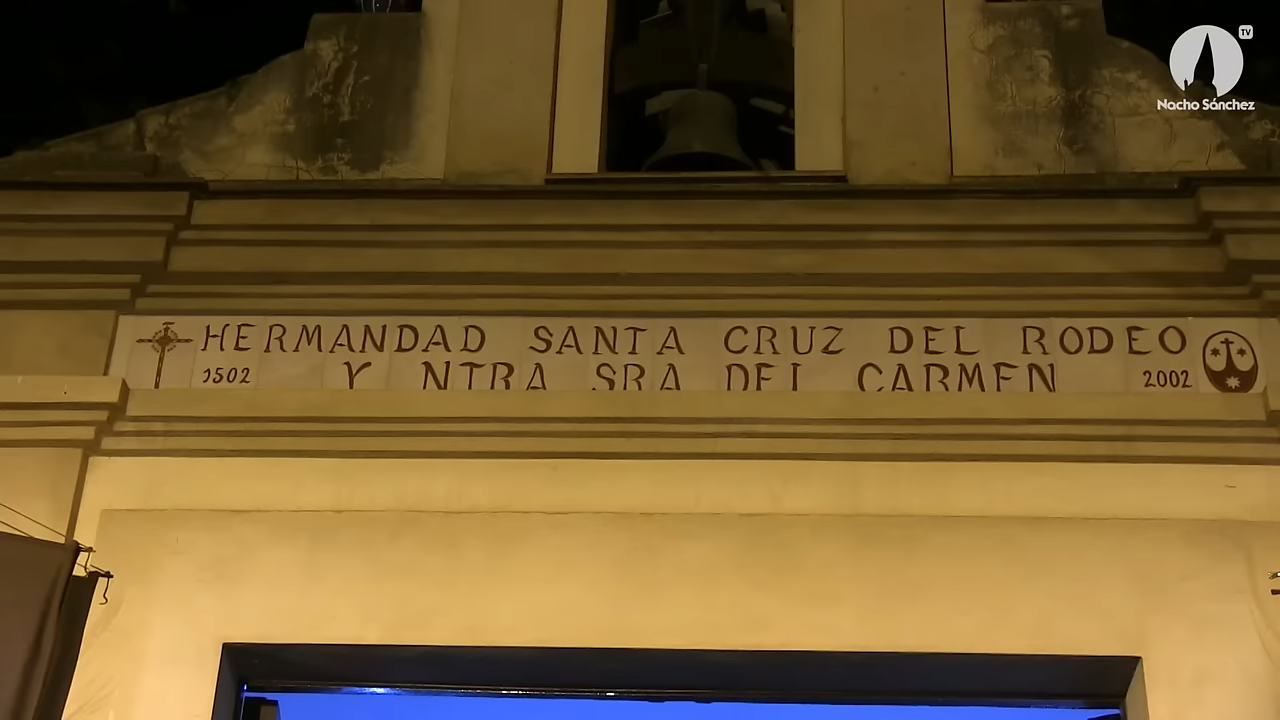 TV
Nacho Sánchez
HERMANDAD SANTA CRUZ DEL RODEO
1502 Y NTRA SRA DEL CARMEN 2002